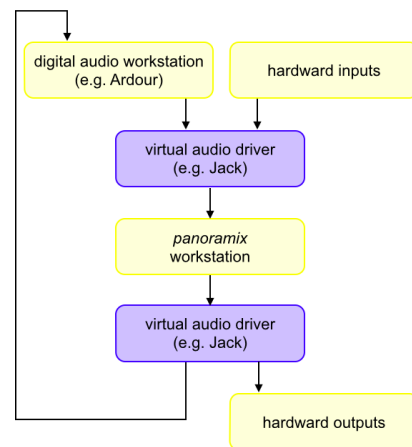 digital audio workstation
(e.g. Ardour)
hardward inputs
virtual audio driver
(e.g. Jack)
panoramix
workstation
virtual audio driver
(e.g. Jack)
hardward outputs